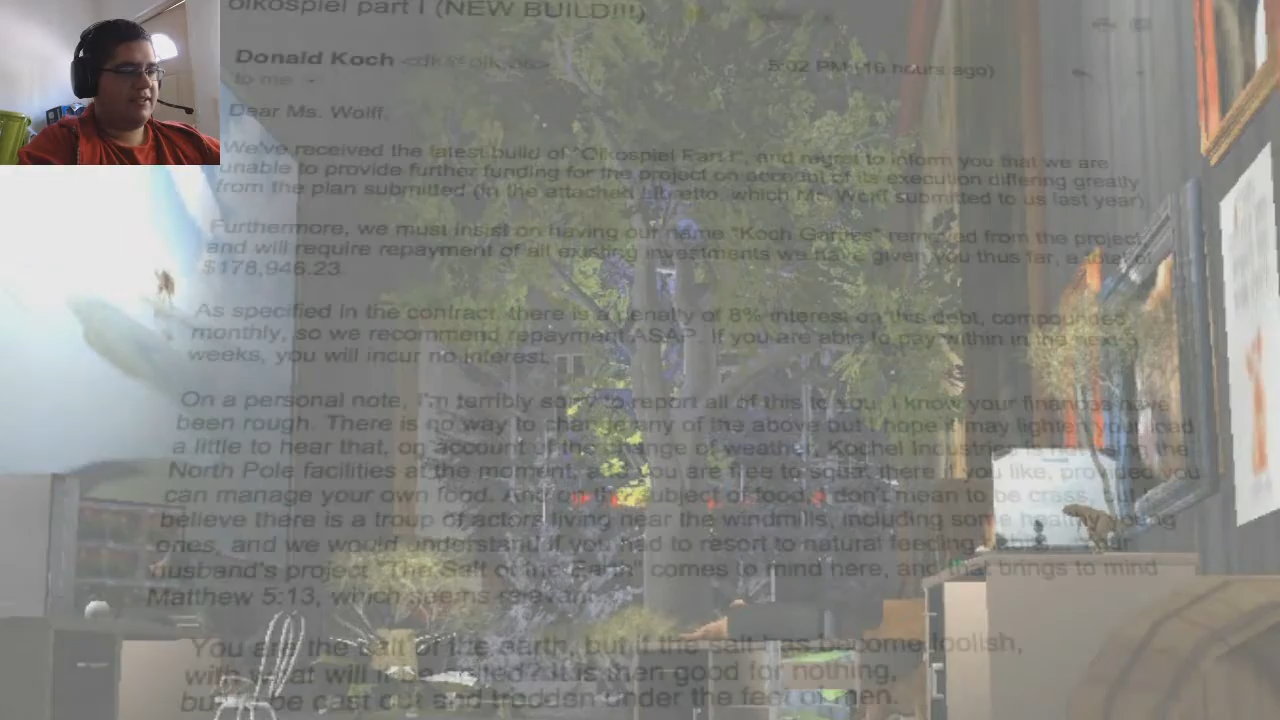 oikospiel part I (NEW BUILD!!!)
Donald Koch <dk@oik.os>
5:02 PM (16 hours ago)
to me
Dear Ms. Wolff,
We've received the latest build of "Oikospiel Part I", and regret to inform you that we are
unable to provide further funding for the project on account of its execution differing greatly
from the plan submitted (in the attached Libretto, which Mr. Wolff submitted to us last year)
Furthermore, we must insist on having our name "Koch Games" removed from the project,
and will require repayment of all existing investments we have given you thus far, a total of
$178,946.23
As specified in the contract, there is a penalty of 8% interest on this debt, compounded
monthly, so we recommend repayment ASAP. If you are able to pay within in the next 3
weeks, you will incur no interest.
On a personal note, I'm terribly sorry to report all of this to you. I know your finances have
been rough. There is no way to change any of the above but I hope it may lighten your load
a little to hear that, on account of the change of weather, Kochel Industries the
North Pole facilities at the moment, and you are free to squat there if you like, provided you
can manage your own food. And on the subject of food, I don't mean to be crass, but I
believe there is a troup of actors living near the windmills, including some healthy young
ones, and we would understand if you had to resort to natural feeding
husband's project "The Salt of the Earth" comes to mind here, and that brings to mind
Matthew 5:13, which seems relevant:
You are the salt of the earth, but if the salt has become foolish,
with what will it be salted? It is then good for nothing,
but to be cast out and trodden under the feet of men.